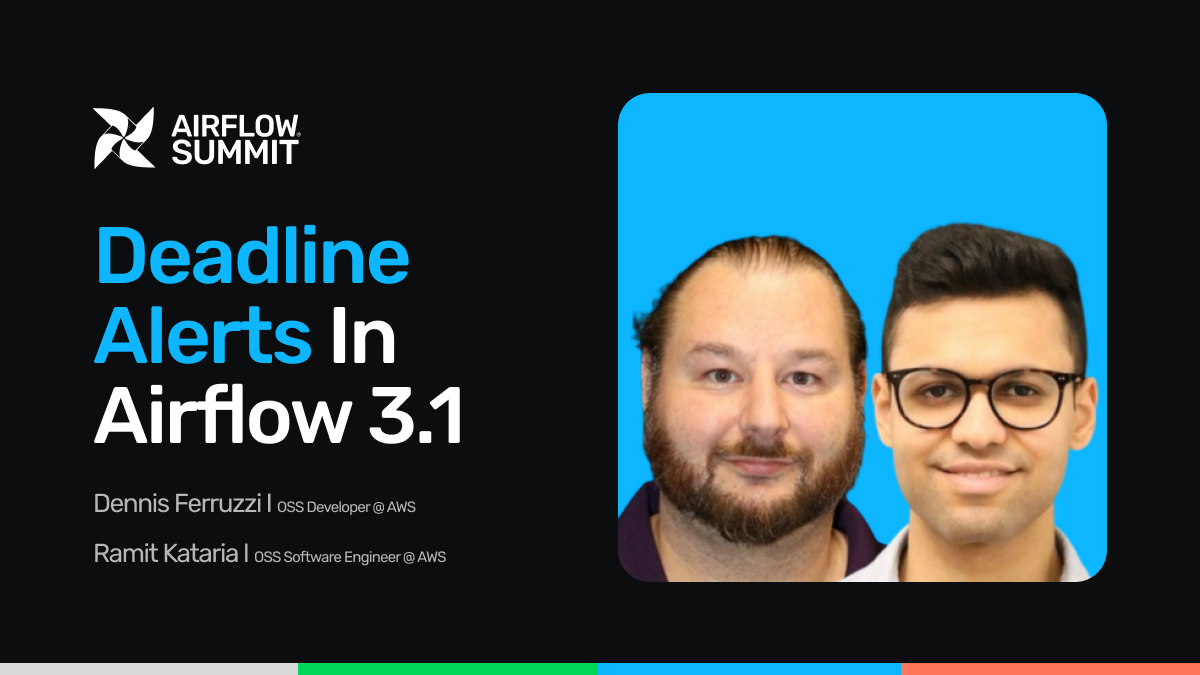 AIRFLOW
SUMMIT
Deadline
Alerts In
Airflow 3.1
Dennis Ferruzzi | OSS Developer @ AWS
Ramit Kataria | OSS Software Engineer @ AWS